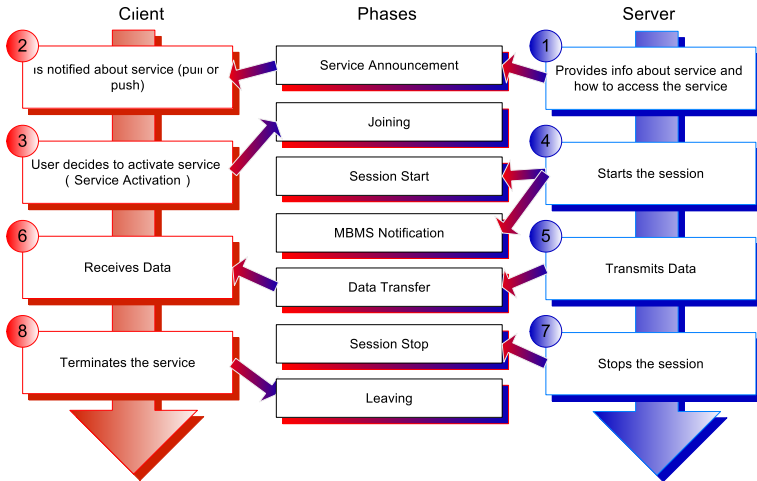 Client
Phases
Server
2
is notified about service (pull or
push)
Service Announcement
1
Provides info about service and
how to access the service
Joining
3
User decides to activate service
( Service Activation )
Session Start
4
Starts the session
MBMS Notification
6
Receives Data
Data Transfer
5
Transmits Data
8
Terminates the service
Session Stop
7
Stops the session
Leaving